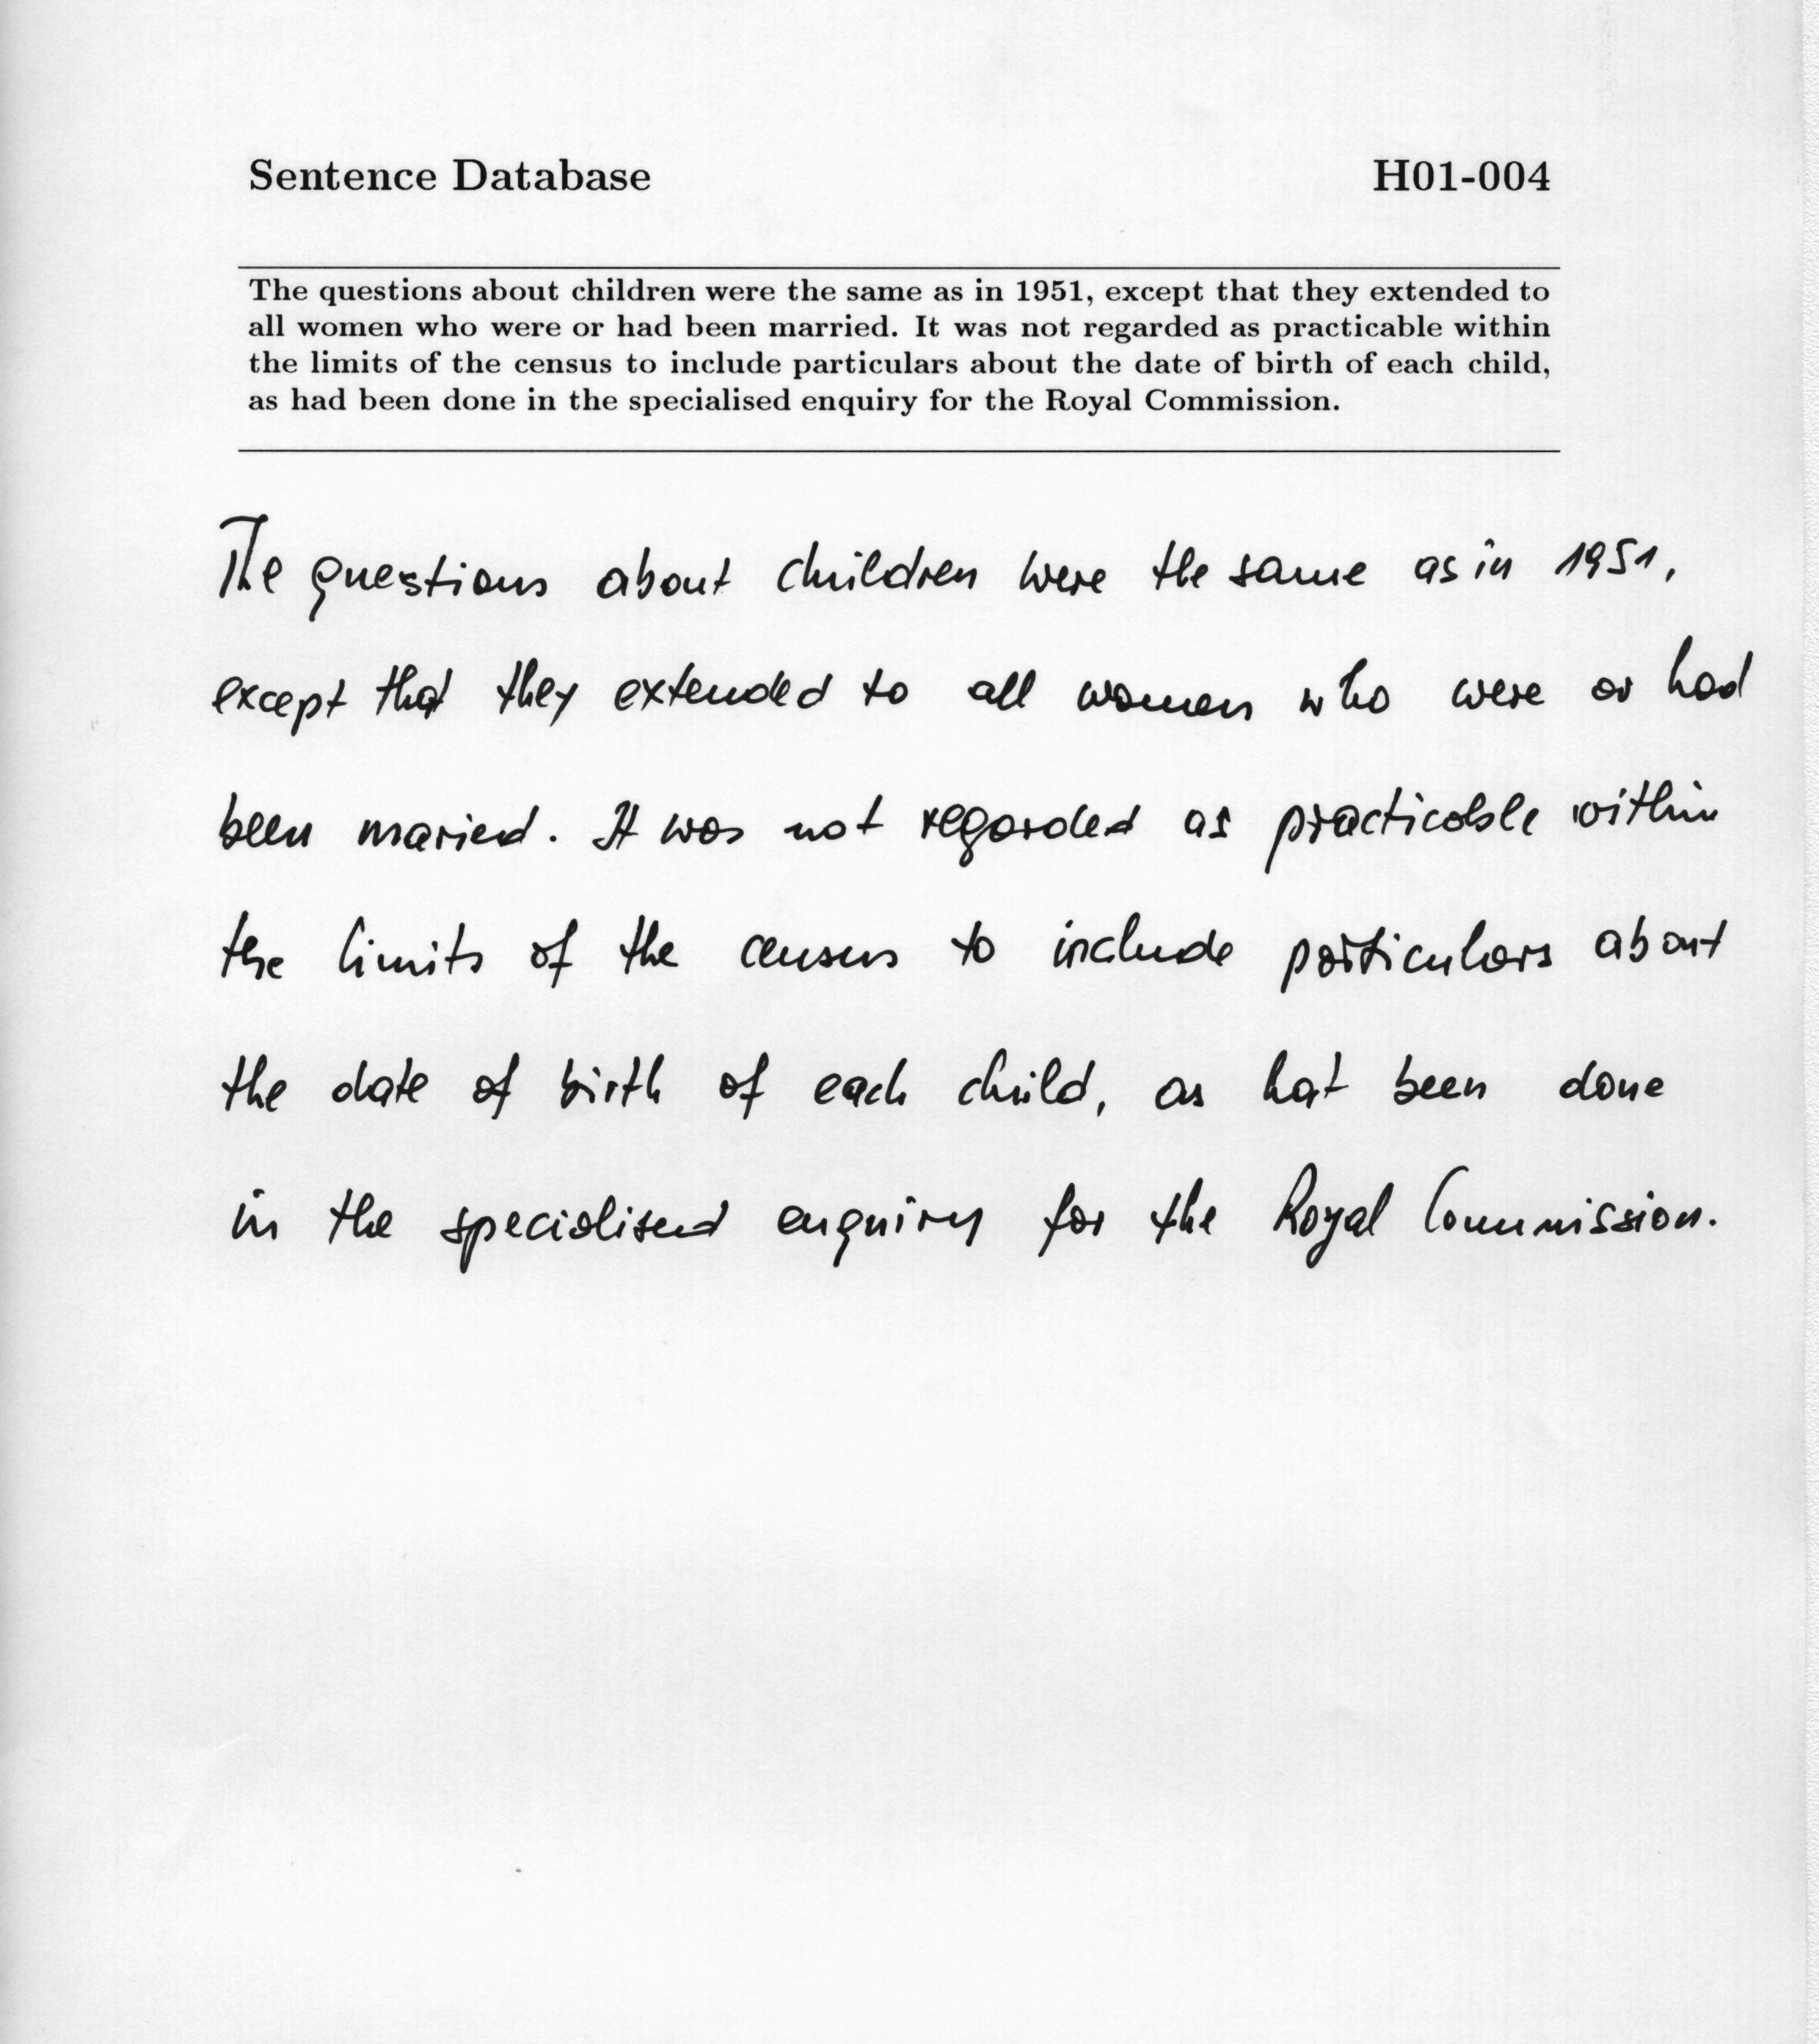 Sentence Database H01-004
The questions about children were the same as in 1951, except that they extended to
all women who were or had been married. It was not regarded as practicable within
the limits of the census to include particulars about the date of birth of each child,
as had been done in the specialised enquiry for the Royal Commission.
The questions about children were the same as in 1951,
except that they extended to all women who were or had
been maried. It was not regarded as practicable within
the limits of the census to include particulars about
the date of birth of each child, as hat been done
in the specialised enquiry for the Royal Commission.